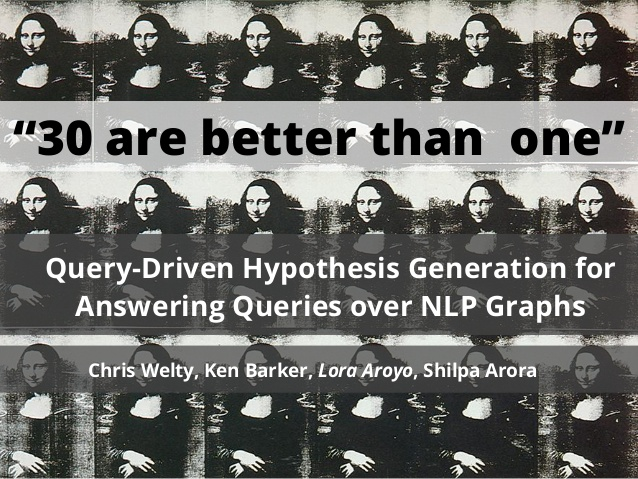 “30 are better than  one”
Query-Driven Hypothesis Generation for
Answering Queries over NLP Graphs
Chris Welty, Ken Barker, Lora Aroyo, Shilpa Arora